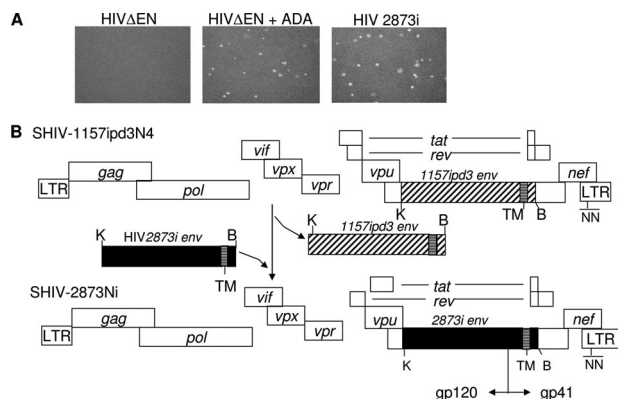 A
HIVΔEN
HIVΔEN + ADA
HIV 2873i
B
SHIV-1157ipd3N4
LTR
gag
pol
vif
vpx
vpr
tat
rev
vpu
1157ipd3 env
nef
LTR
NN
K
TM
B
K
HIV2873i env
B
TM
K
1157ipd3 env
B
SHIV-2873Ni
LTR
gag
pol
vif
vpx
vpr
tat
rev
vpu
2873i env
nef
LTR
NN
K
TM
B
gp120
gp41